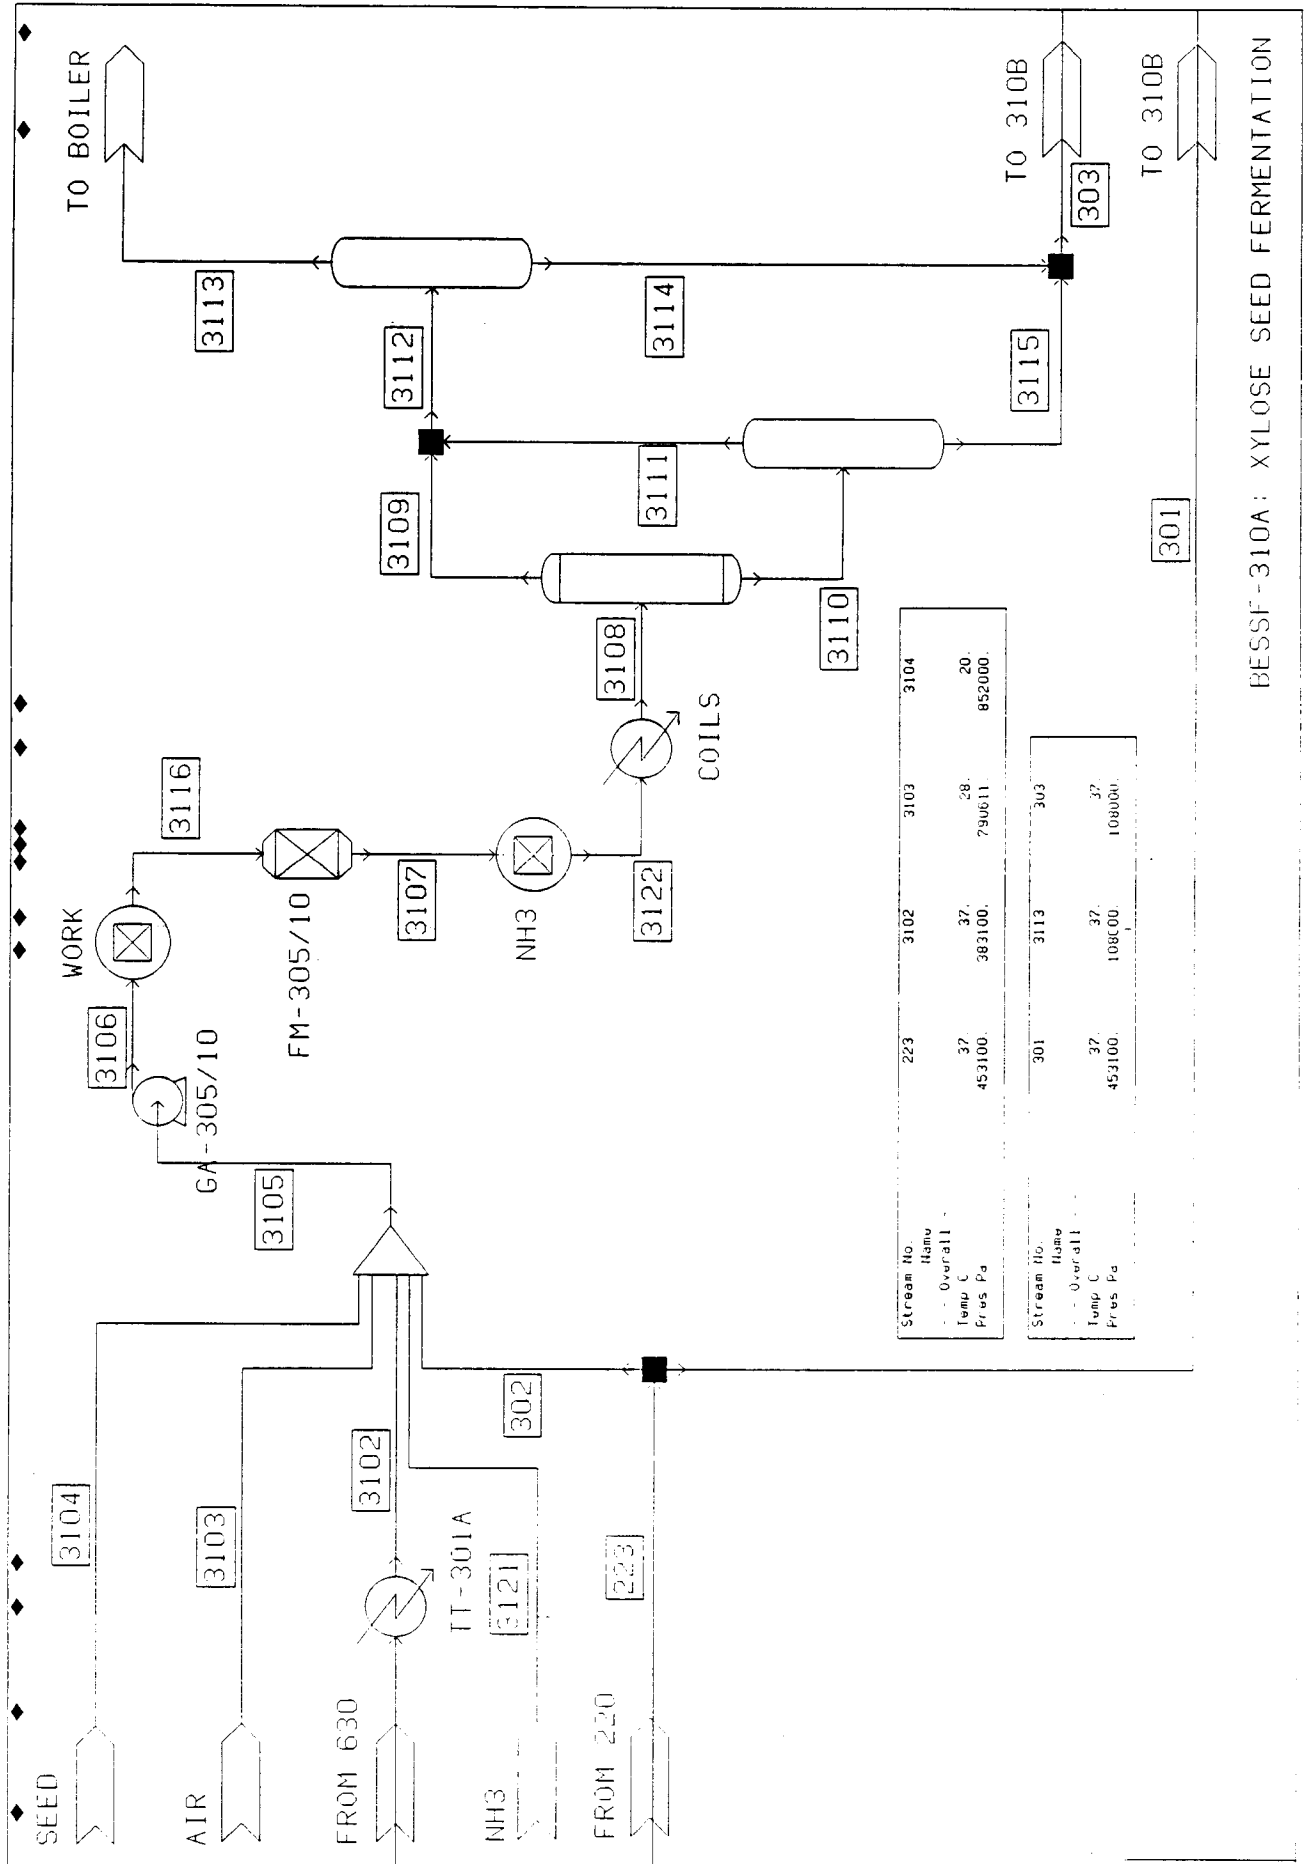 SEED
3104
AIR
3103
FROM 630
TT-301A
3102
NH3
3121
FROM 220
223
302
3105
GA-305/10
3106
WORK
3116
FM-305/10
3107
NH3
3122
COILS
3108
3109
3110
3111
3112
3113
TO BOILER
3114
3115
303
TO 310B
301
TO 310B
Stream No. 223 3102 3103 3104
Name
- - Overall - -
Temp C 37. 37. 28. 20.
Pres Pa 453100. 383100. 790611. 852000.
Stream No. 301 3113 303
Name
- - Overall - -
Temp C 37. 37. 37.
Pres Pa 453100. 108000. 108000.
BESSF-310A: XYLOSE SEED FERMENTATION